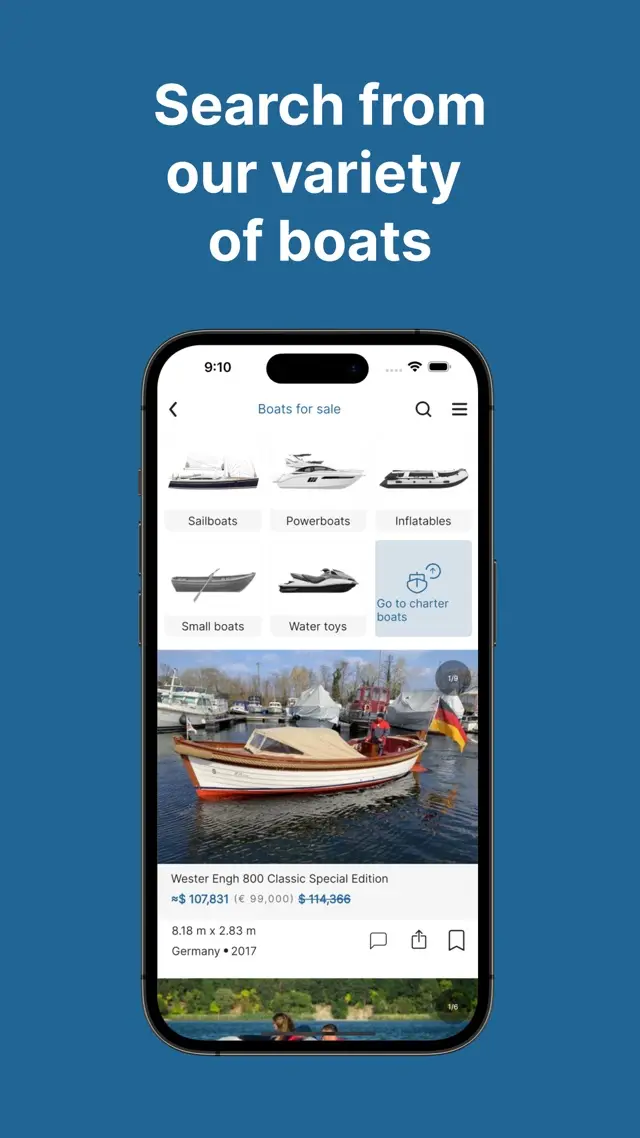 Search from
our variety
of boats
9:10
Boats for sale
Sailboats
Powerboats
Inflatables
Small boats
Water toys
Go to charter
boats
1/9
Wester Engh 800 Classic Special Edition
≈$ 107,831 (€ 99,000) $ 114,366
8.18 m x 2.83 m
Germany • 2017
1/6